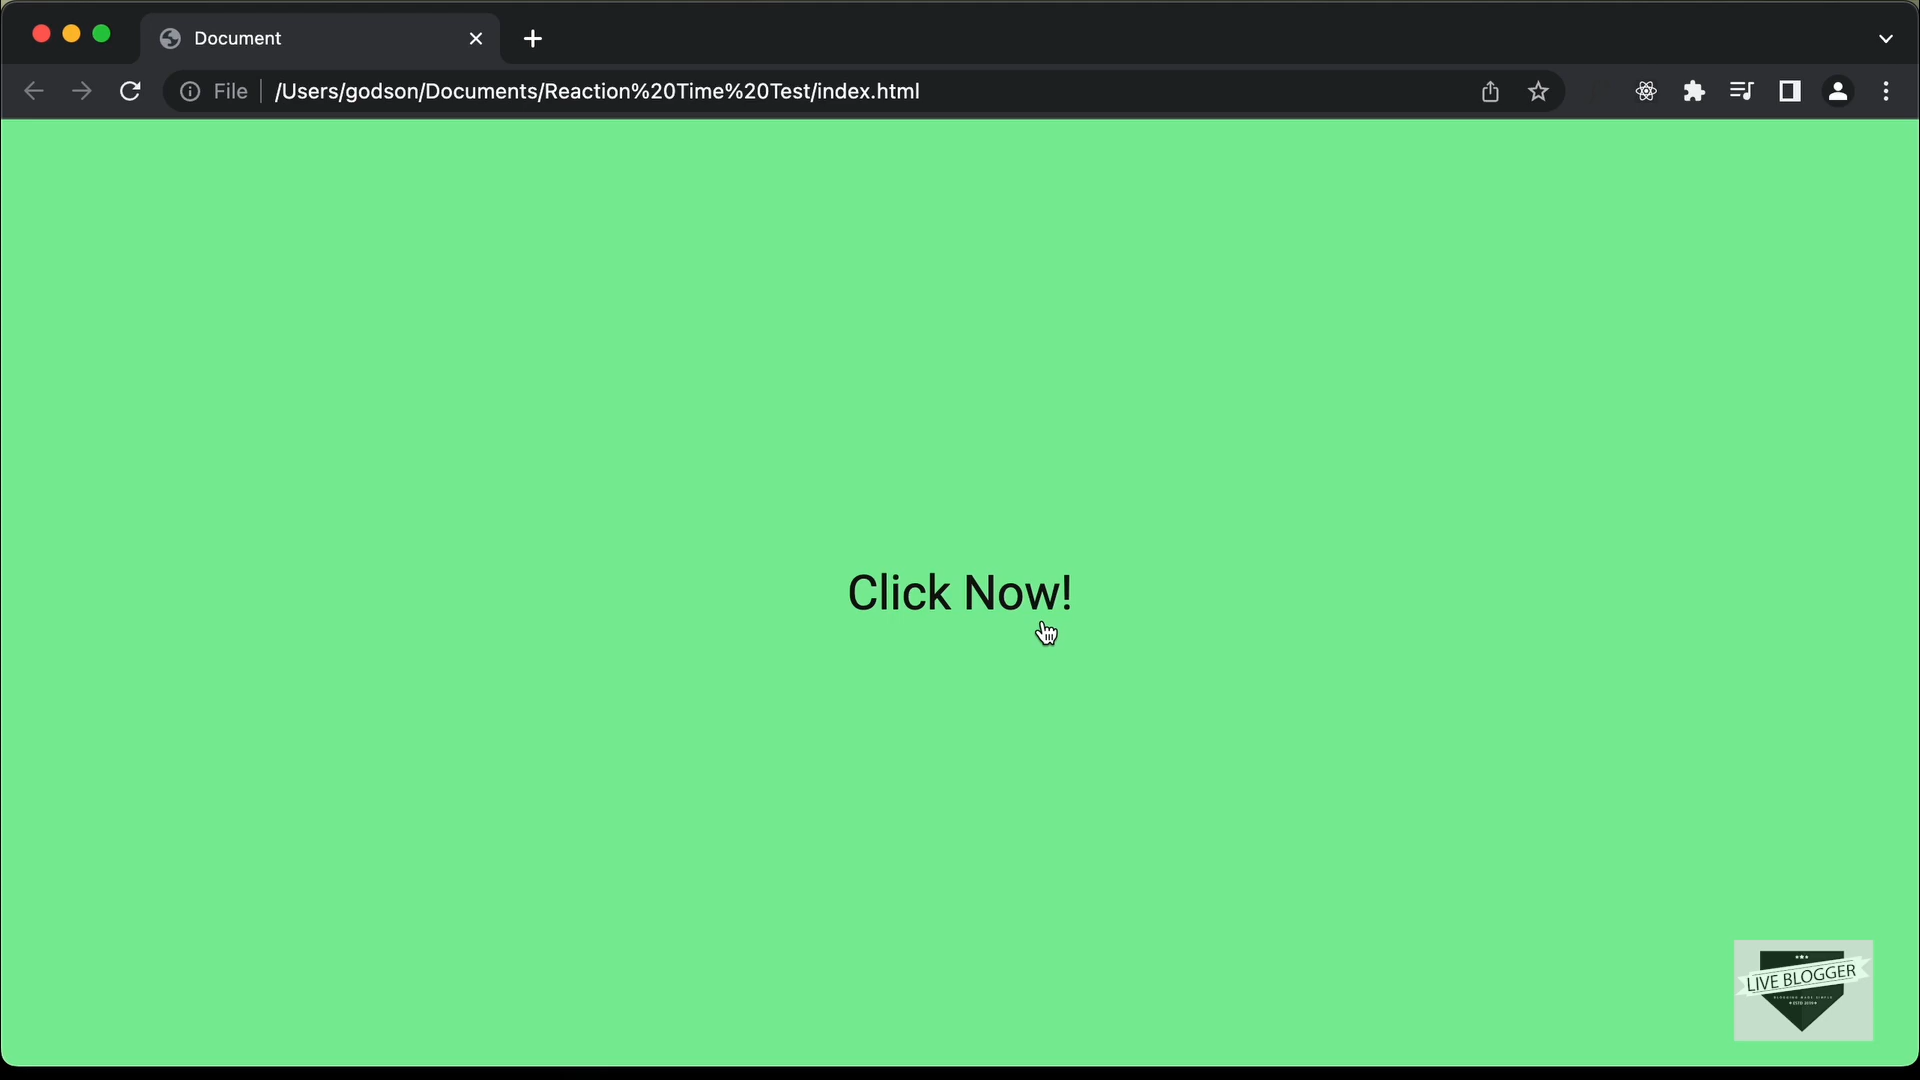 Document
File
/Users/godson/Documents/Reaction%20Time%20Test/index.html
Click Now!
LIVE BLOGGER